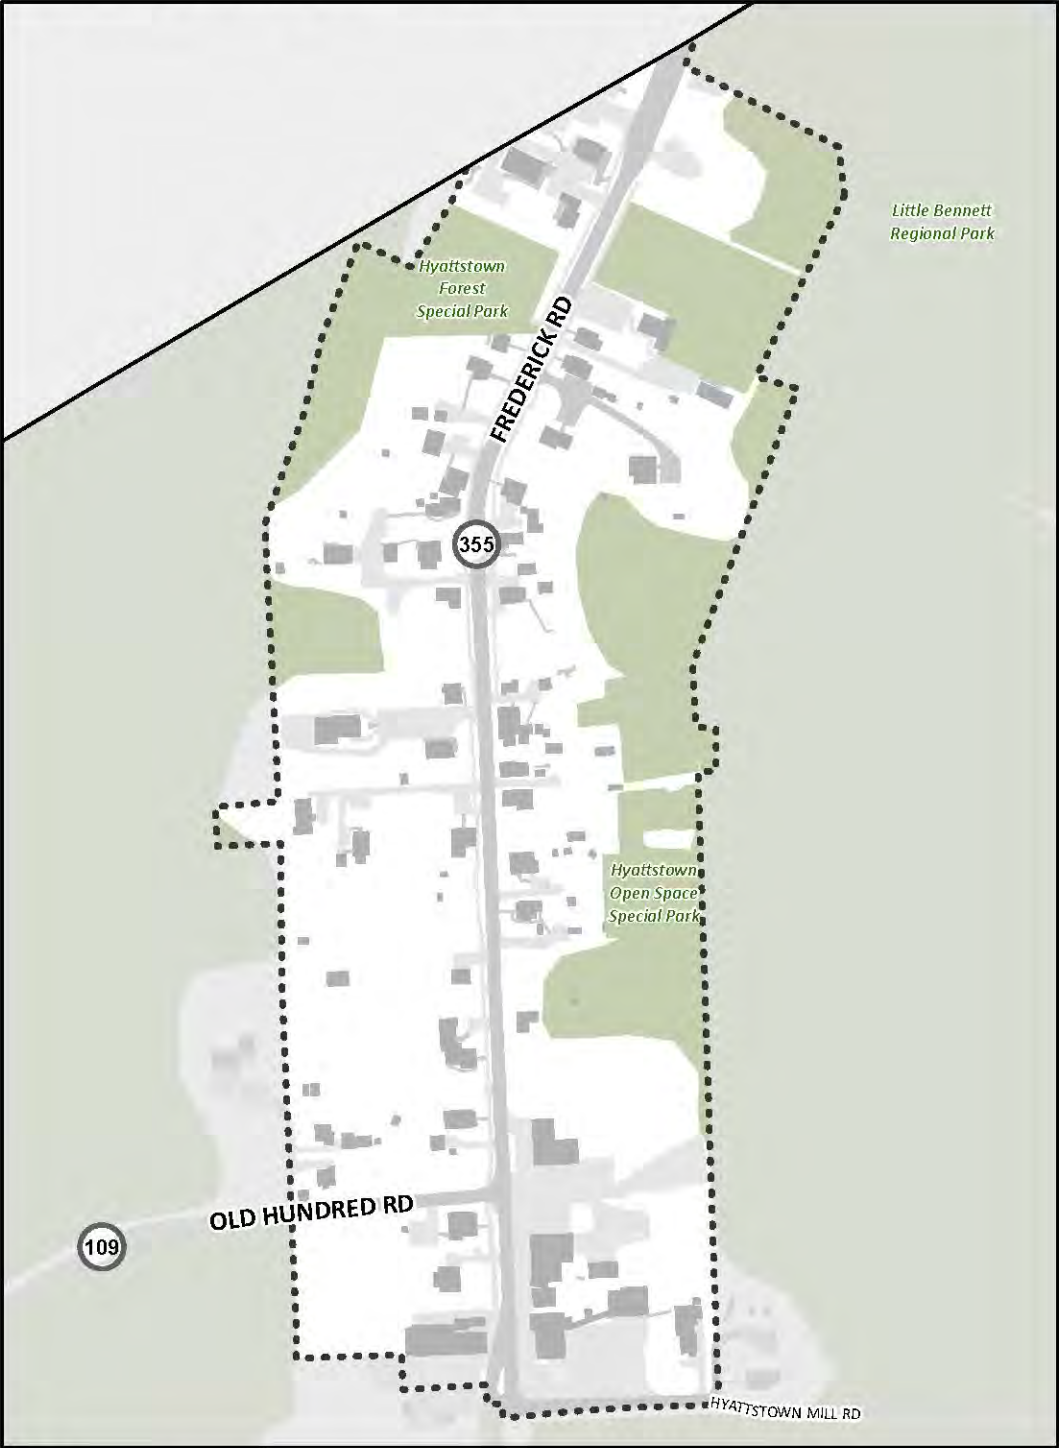 Little Bennett
Regional Park
Hyattstown
Forest
Special Park
FREDERICK RD
355
Hyattstown
Open Space
Special Park
OLD HUNDRED RD
109
HYATTSTOWN MILL RD